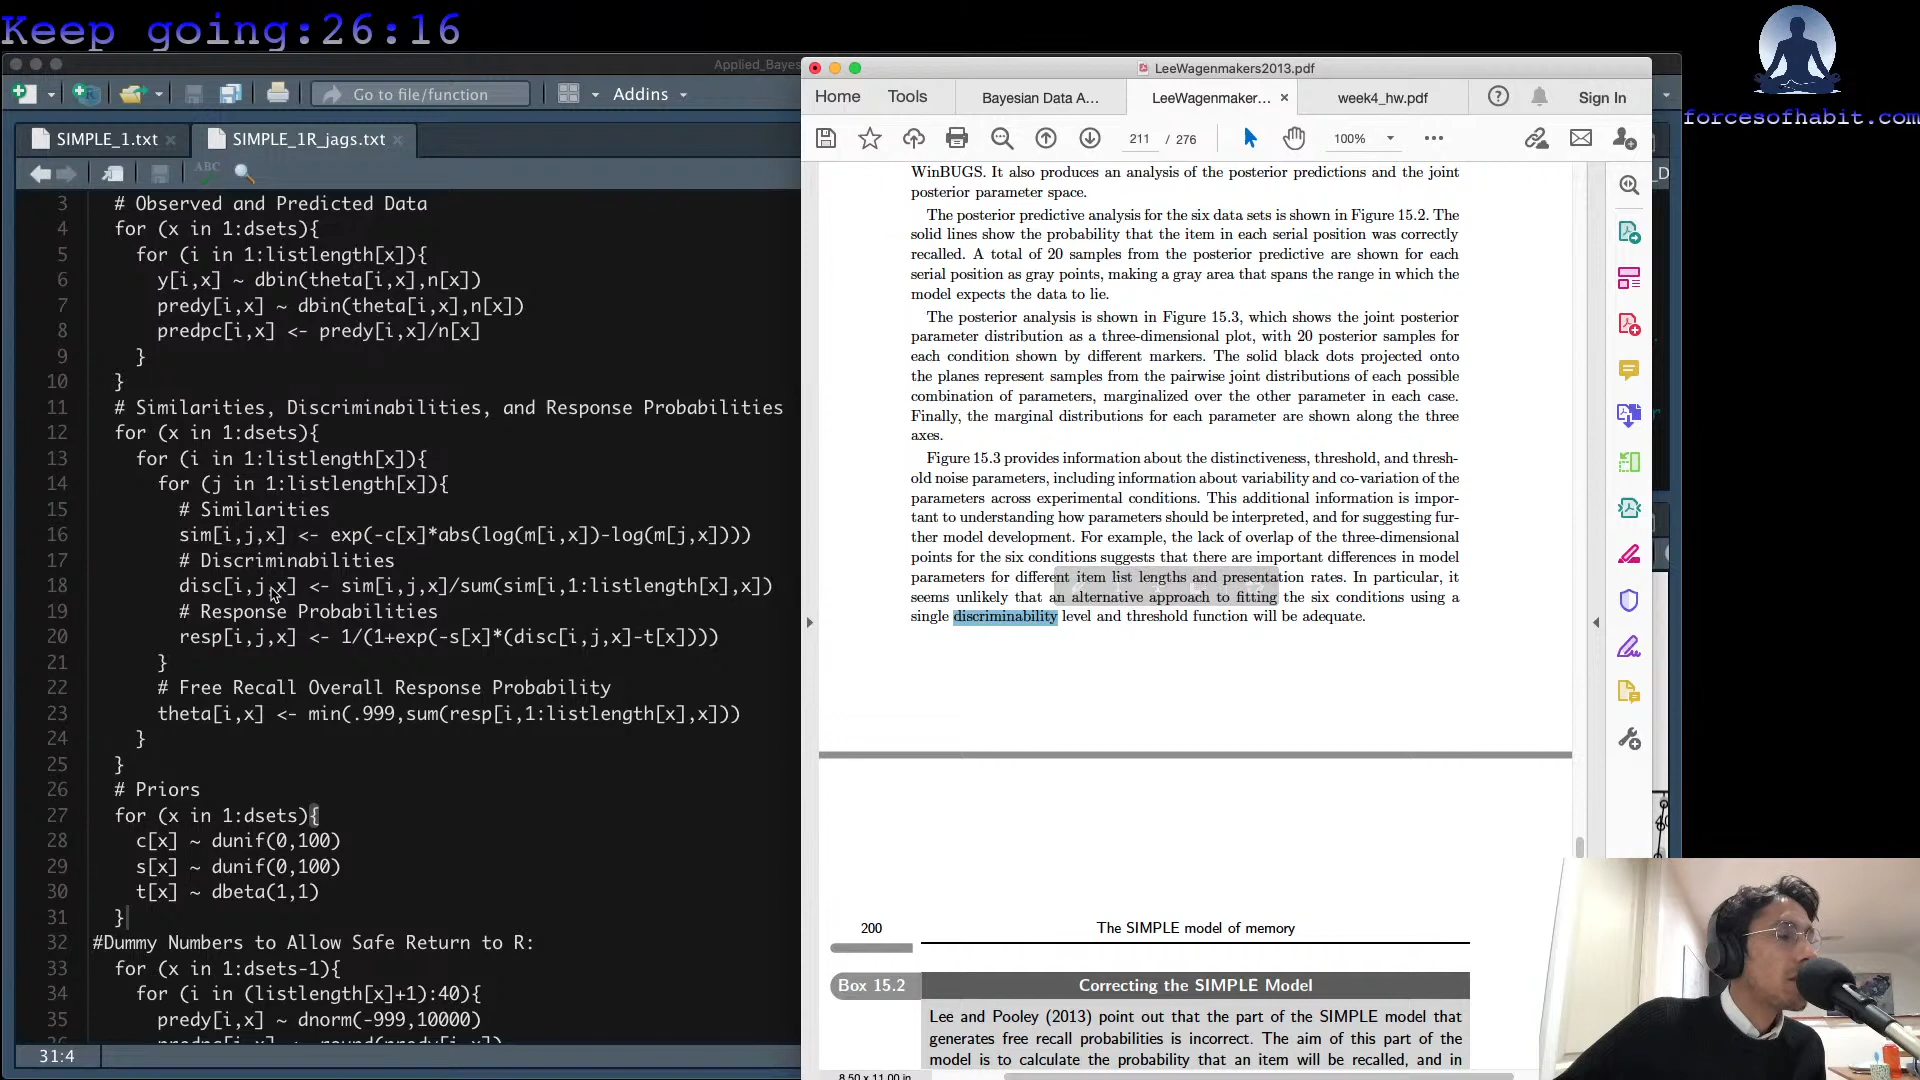 Keep going:26:16
forcesofhabit.com
Applied_Bayes
Go to file/function
Addins
SIMPLE_1.txt
SIMPLE_1R_jags.txt
ABC
3 # Observed and Predicted Data
4 for (x in 1:dsets){
5 for (i in 1:listlength[x]){
6 y[i,x] ~ dbin(theta[i,x],n[x])
7 predy[i,x] ~ dbin(theta[i,x],n[x])
8 predpc[i,x] <- predy[i,x]/n[x]
9 }
10 }
11 # Similarities, Discriminabilities, and Response Probabilities
12 for (x in 1:dsets){
13 for (i in 1:listlength[x]){
14 for (j in 1:listlength[x]){
15 # Similarities
16 sim[i,j,x] <- exp(-c[x]*abs(log(m[i,x])-log(m[j,x])))
17 # Discriminabilities
18 disc[i,j,x] <- sim[i,j,x]/sum(sim[i,1:listlength[x],x])
19 # Response Probabilities
20 resp[i,j,x] <- 1/(1+exp(-s[x]*(disc[i,j,x]-t[x])))
21 }
22 # Free Recall Overall Response Probability
23 theta[i,x] <- min(.999,sum(resp[i,1:listlength[x],x]))
24 }
25 }
26 # Priors
27 for (x in 1:dsets){
28 c[x] ~ dunif(0,100)
29 s[x] ~ dunif(0,100)
30 t[x] ~ dbeta(1,1)
31 }
32 #Dummy Numbers to Allow Safe Return to R:
33 for (x in 1:dsets-1){
34 for (i in (listlength[x]+1):40){
35 predy[i,x] ~ dnorm(-999,10000)
31:4
LeeWagenmakers2013.pdf
Home Tools Bayesian Data A... LeeWagenmaker... × week4_hw.pdf Sign In
211 / 276 100%
WinBUGS. It also produces an analysis of the posterior predictions and the joint
posterior parameter space.
The posterior predictive analysis for the six data sets is shown in Figure 15.2. The
solid lines show the probability that the item in each serial position was correctly
recalled. A total of 20 samples from the posterior predictive are shown for each
serial position as gray points, making a gray area that spans the range in which the
model expects the data to lie.
The posterior analysis is shown in Figure 15.3, which shows the joint posterior
parameter distribution as a three-dimensional plot, with 20 posterior samples for
each condition shown by different markers. The solid black dots projected onto
the planes represent samples from the pairwise joint distributions of each possible
combination of parameters, marginalized over the other parameter in each case.
Finally, the marginal distributions for each parameter are shown along the three
axes.
Figure 15.3 provides information about the distinctiveness, threshold, and thresh-
old noise parameters, including information about variability and co-variation of the
parameters across experimental conditions. This additional information is impor-
tant to understanding how parameters should be interpreted, and for suggesting fur-
ther model development. For example, the lack of overlap of the three-dimensional
points for the six conditions suggests that there are important differences in model
parameters for different item list lengths and presentation rates. In particular, it
seems unlikely that an alternative approach to fitting the six conditions using a
single discriminability level and threshold function will be adequate.
200 The SIMPLE model of memory
Box 15.2 Correcting the SIMPLE Model
Lee and Pooley (2013) point out that the part of the SIMPLE model that
generates free recall probabilities is incorrect. The aim of this part of the
model is to calculate the probability that an item will be recalled, and in
8.50 x 11.00 in